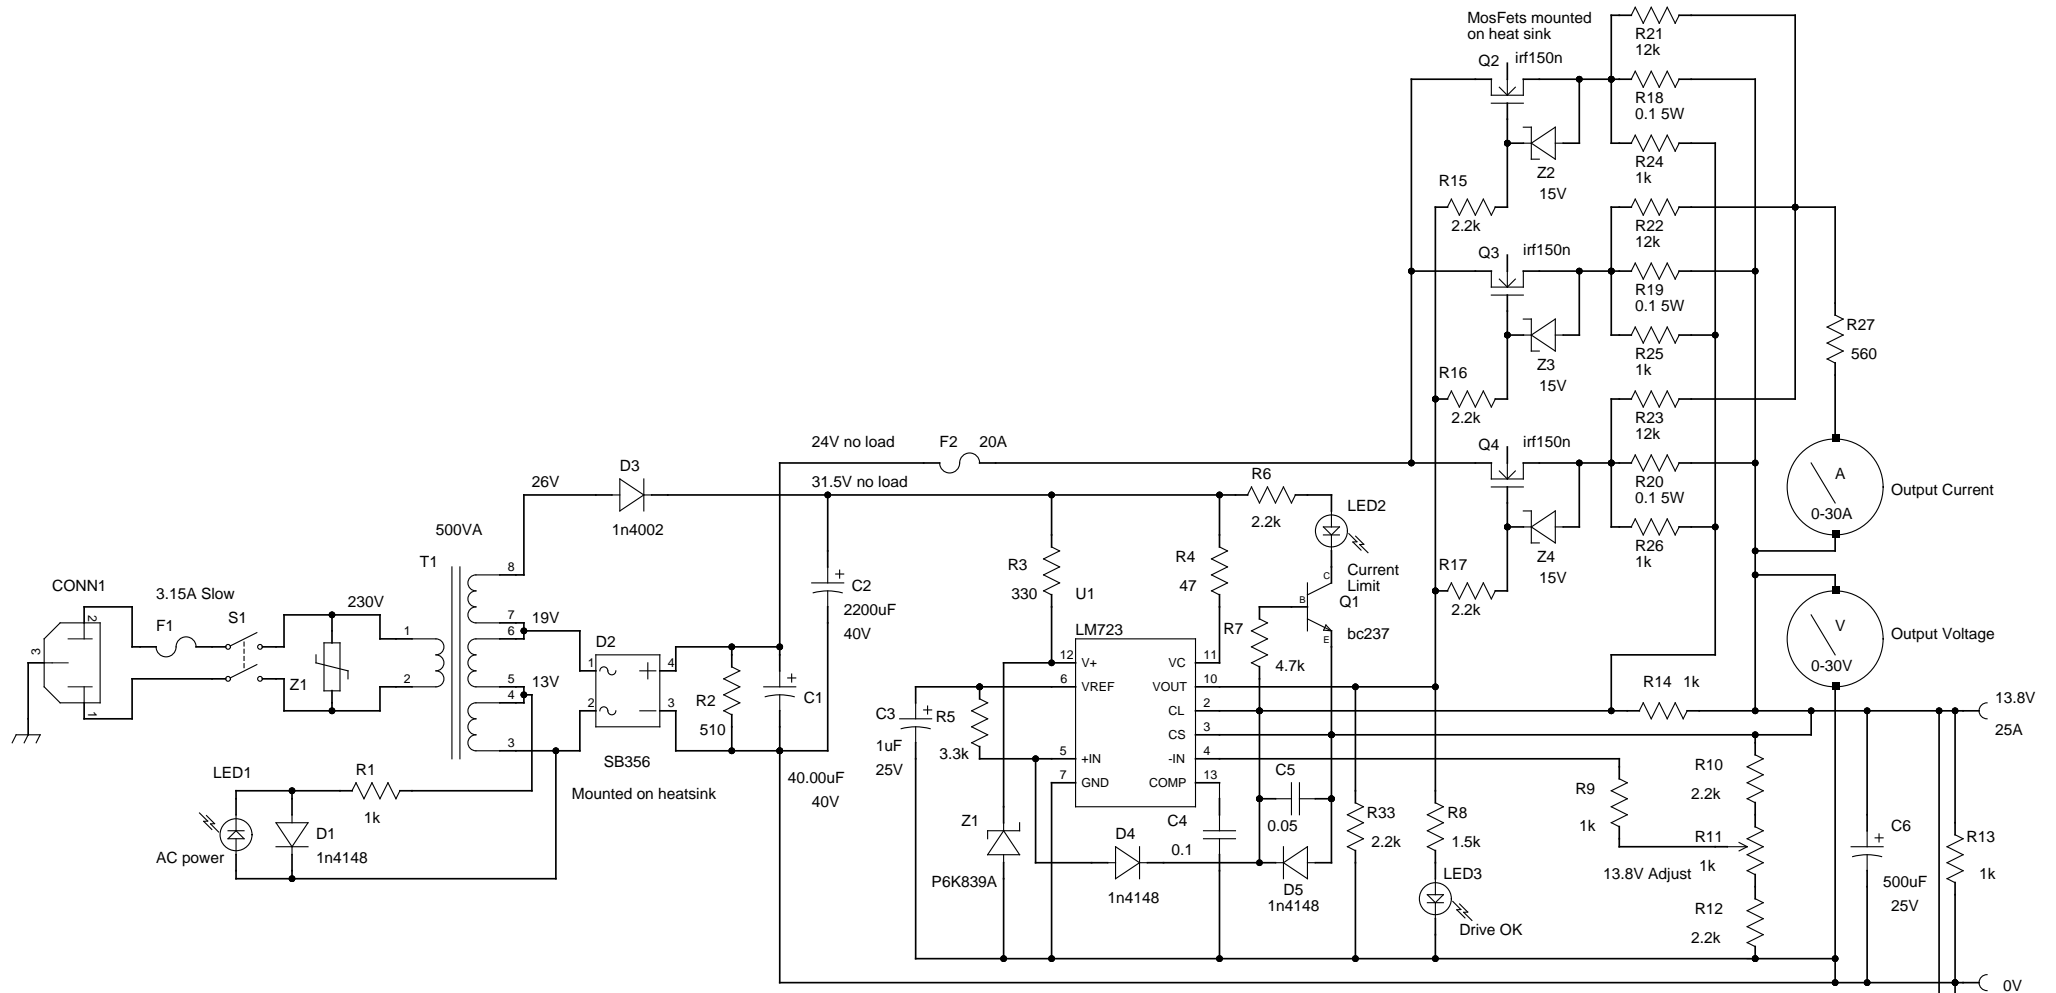 MosFets mounted
on heat sink
Q2
irf150n
R21
12k
R18
0.1 5W
Z2
15V
R24
1k
R15
2.2k
R22
12k
Q3
irf150n
R19
0.1 5W
Z3
15V
R25
1k
R27
560
R16
2.2k
R23
12k
24V no load
F2
20A
Q4
irf150n
R20
0.1 5W
A
0-30A
Output Current
Z4
15V
R26
1k
R17
2.2k
26V
D3
1n4002
31.5V no load
R6
2.2k
LED2
Current
Limit
500VA
T1
8
7
6
5
4
3
1
2
19V
13V
C2
2200uF
40V
R3
330
U1
R4
47
C
B
E
Q1
bc237
V
0-30V
Output Voltage
CONN1
2
3
1
3.15A Slow
F1
S1
230V
Z1
D2
1
2
4
3
SB356
Mounted on heatsink
R2
510
C1
40.00uF
40V
LM723
12
V+
6
VREF
5
+IN
7
GND
VC
11
VOUT
10
CL
2
CS
3
-IN
4
COMP
13
R7
4.7k
R14
1k
13.8V
25A
C3
1uF
25V
R5
3.3k
LED1
AC power
R1
1k
D1
1n4148
Z1
P6K839A
D4
1n4148
C4
0.1
C5
0.05
D5
1n4148
R33
2.2k
R8
1.5k
LED3
Drive OK
R9
1k
R10
2.2k
R11
1k
13.8V Adjust
R12
2.2k
C6
500uF
25V
R13
1k
0V